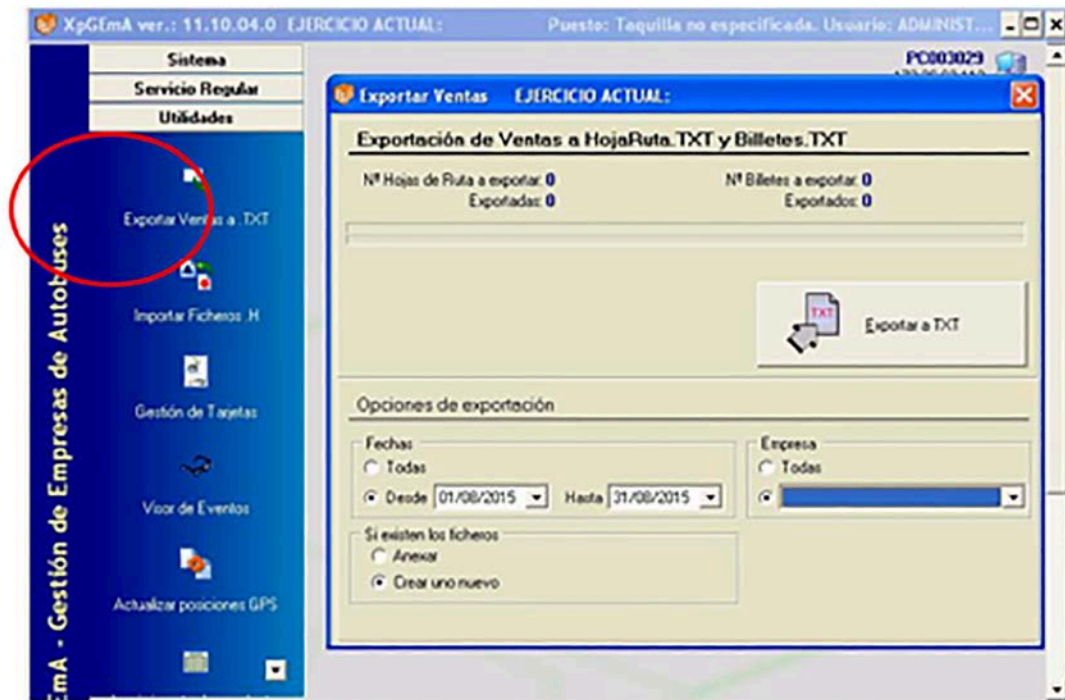 XpGEmA ver.: 11.10.04.0 EJERCICIO ACTUAL: Puesto: Taquilla no especificada. Usuario: ADMINIST...
Sistema
Servicio Regular
Utilidades
Exportar Ventas a .TXT
Importar Ficheros .H
Gestión de Tarjetas
Visor de Eventos
Actualizar posiciones GPS
EmA - Gestión de Empresas de Autobuses
PC003029
Exportar Ventas EJERCICIO ACTUAL:
Exportación de Ventas a HojaRuta.TXT y Billetes.TXT
Nº Hojas de Ruta a exportar: 0 Nº Billetes a exportar: 0
Exportadas: 0 Exportados: 0
TXT
Exportar a TXT
Opciones de exportación
Fechas
Todas
Desde 01/08/2015 Hasta 31/08/2015
Empresa
Todas
Si existen los ficheros
Anexar
Crear uno nuevo